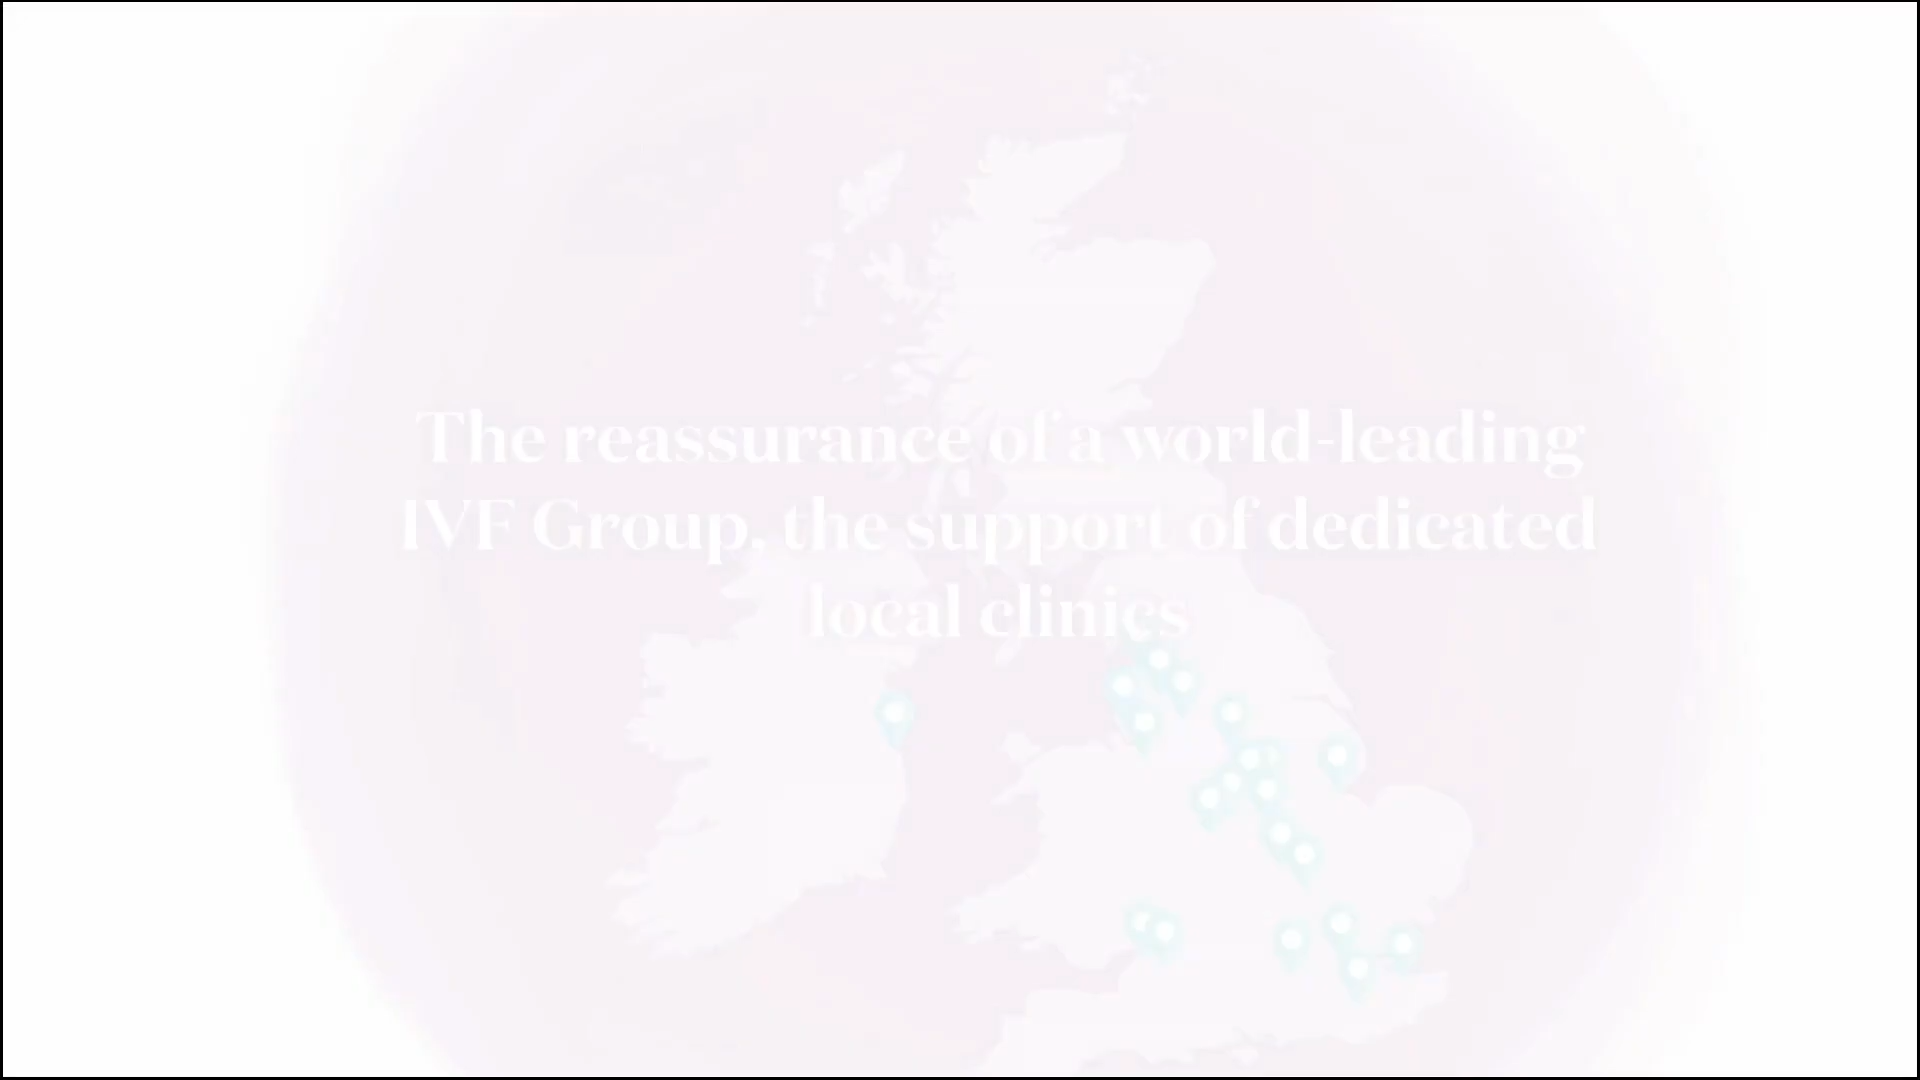 The reassurance of a world-leading
IVF Group, the support of dedicated
local clinics